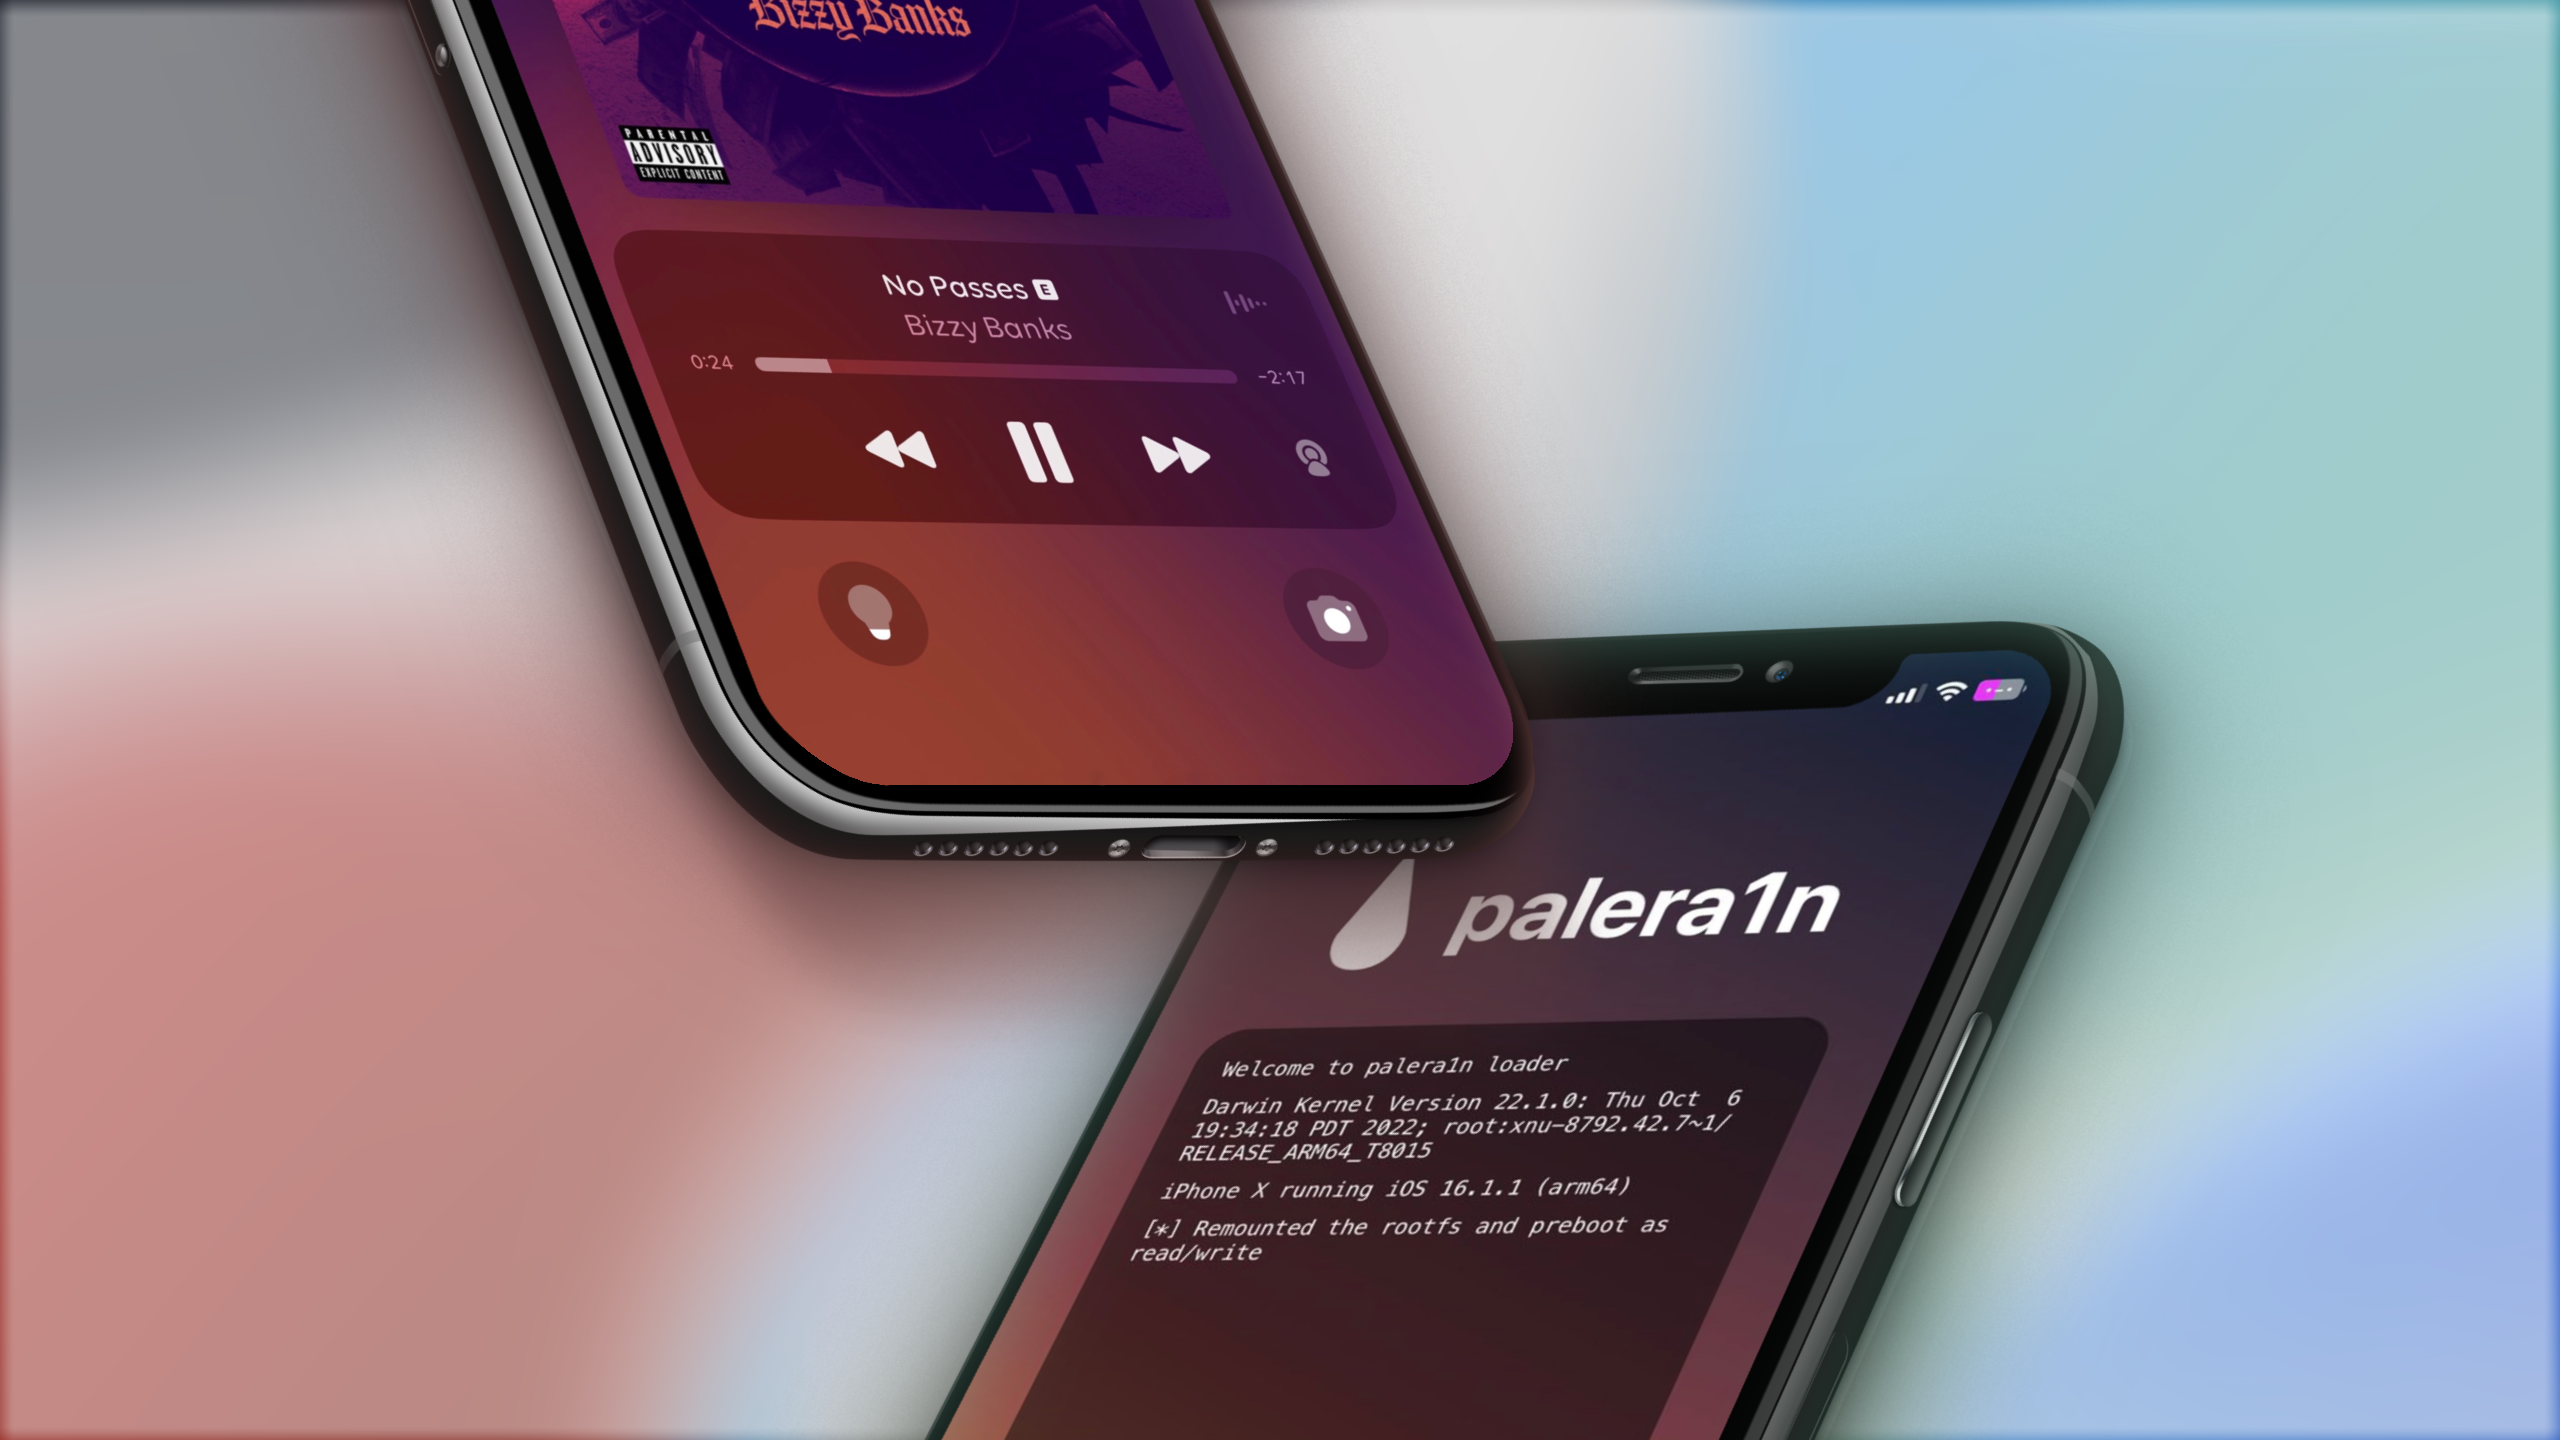 Bizzy Banks
PARENTAL
ADVISORY
EXPLICIT CONTENT
No Passes E
Bizzy Banks
0:24
-2:17
palera1n
Welcome to palera1n loader
Darwin Kernel Version 22.1.0: Thu Oct  6
19:34:18 PDT 2022; root:xnu-8792.42.7~1/
RELEASE_ARM64_T8015
iPhone X running iOS 16.1.1 (arm64)
[*] Remounted the rootfs and preboot as
read/write